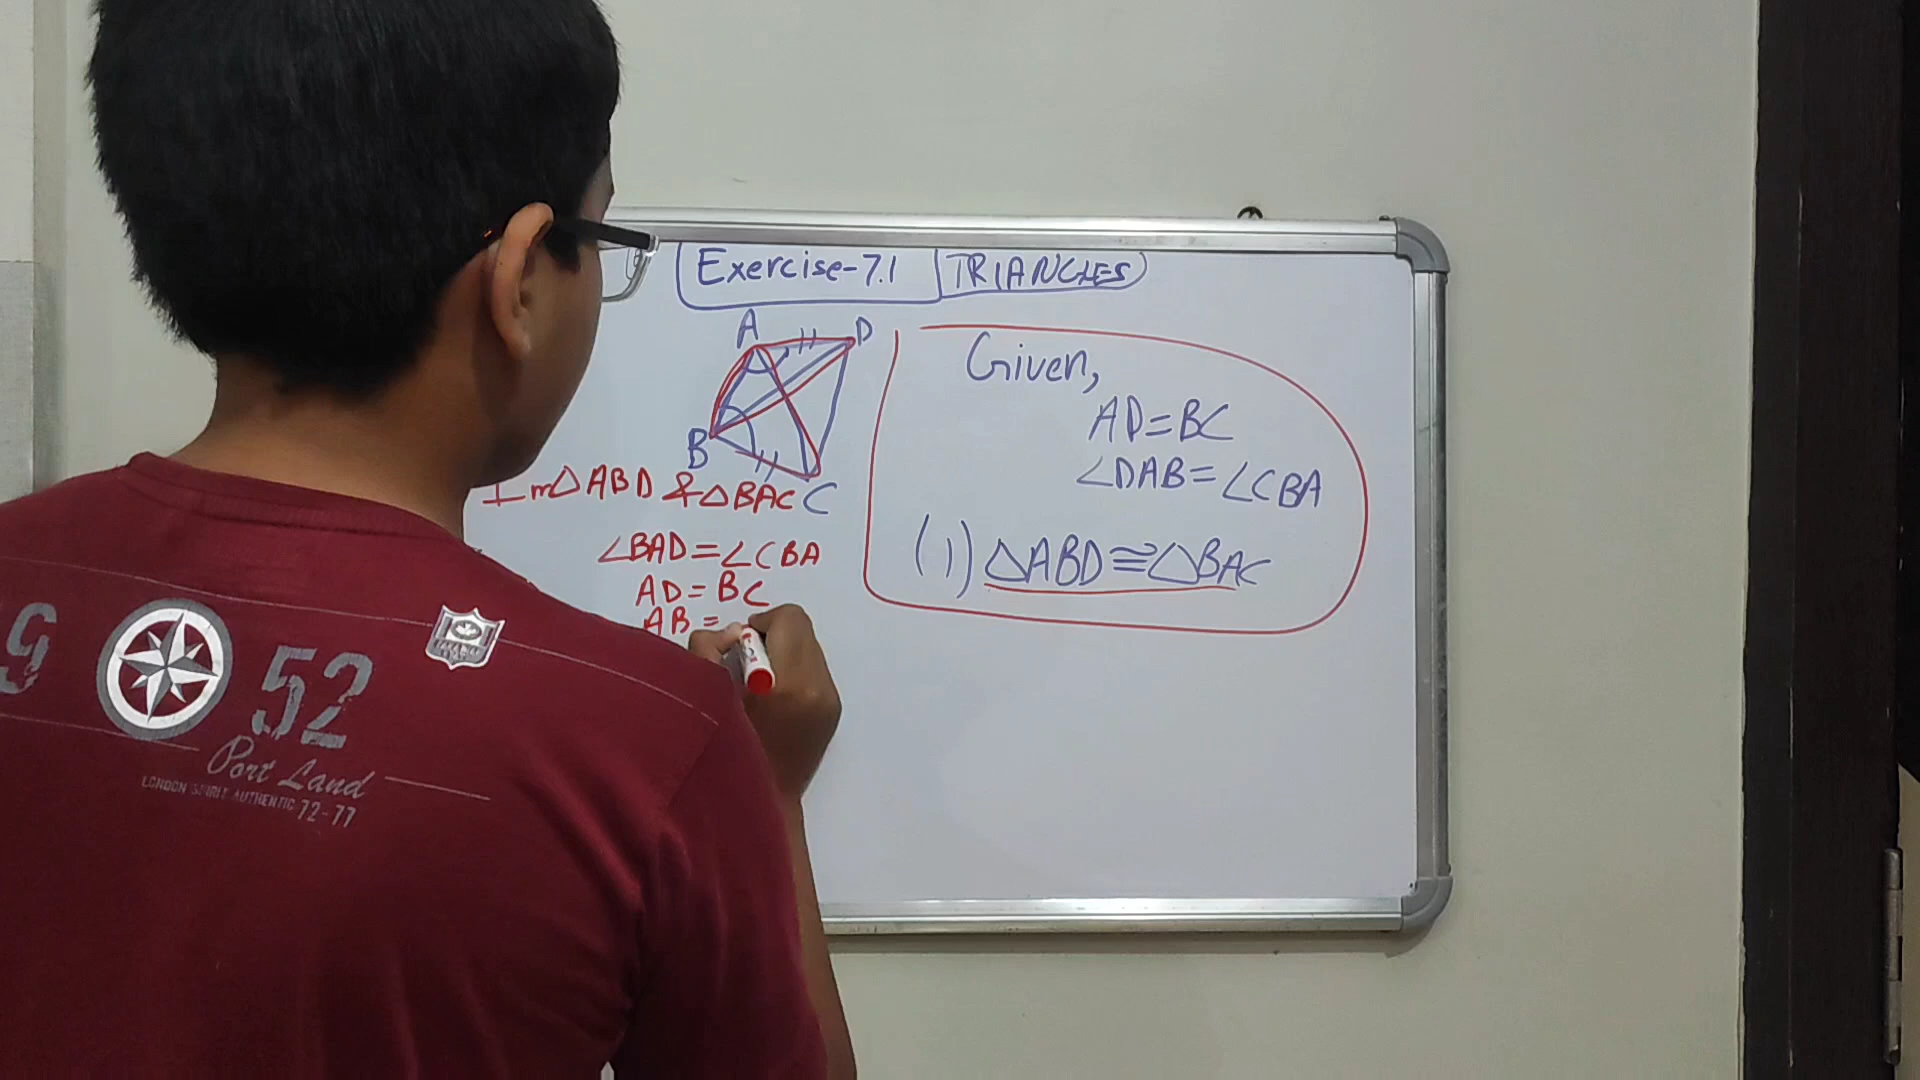 Exercise-7.1 TRIANGLES
A D
B
C
In △ABD & △BAC
∠BAD=∠CBA
AD=BC
AB=
Given,
AD=BC
∠DAB=∠CBA
(1) △ABD≅△BAC
9 52
Port Land
LONDON SPIRIT AUTHENTIC 72-77